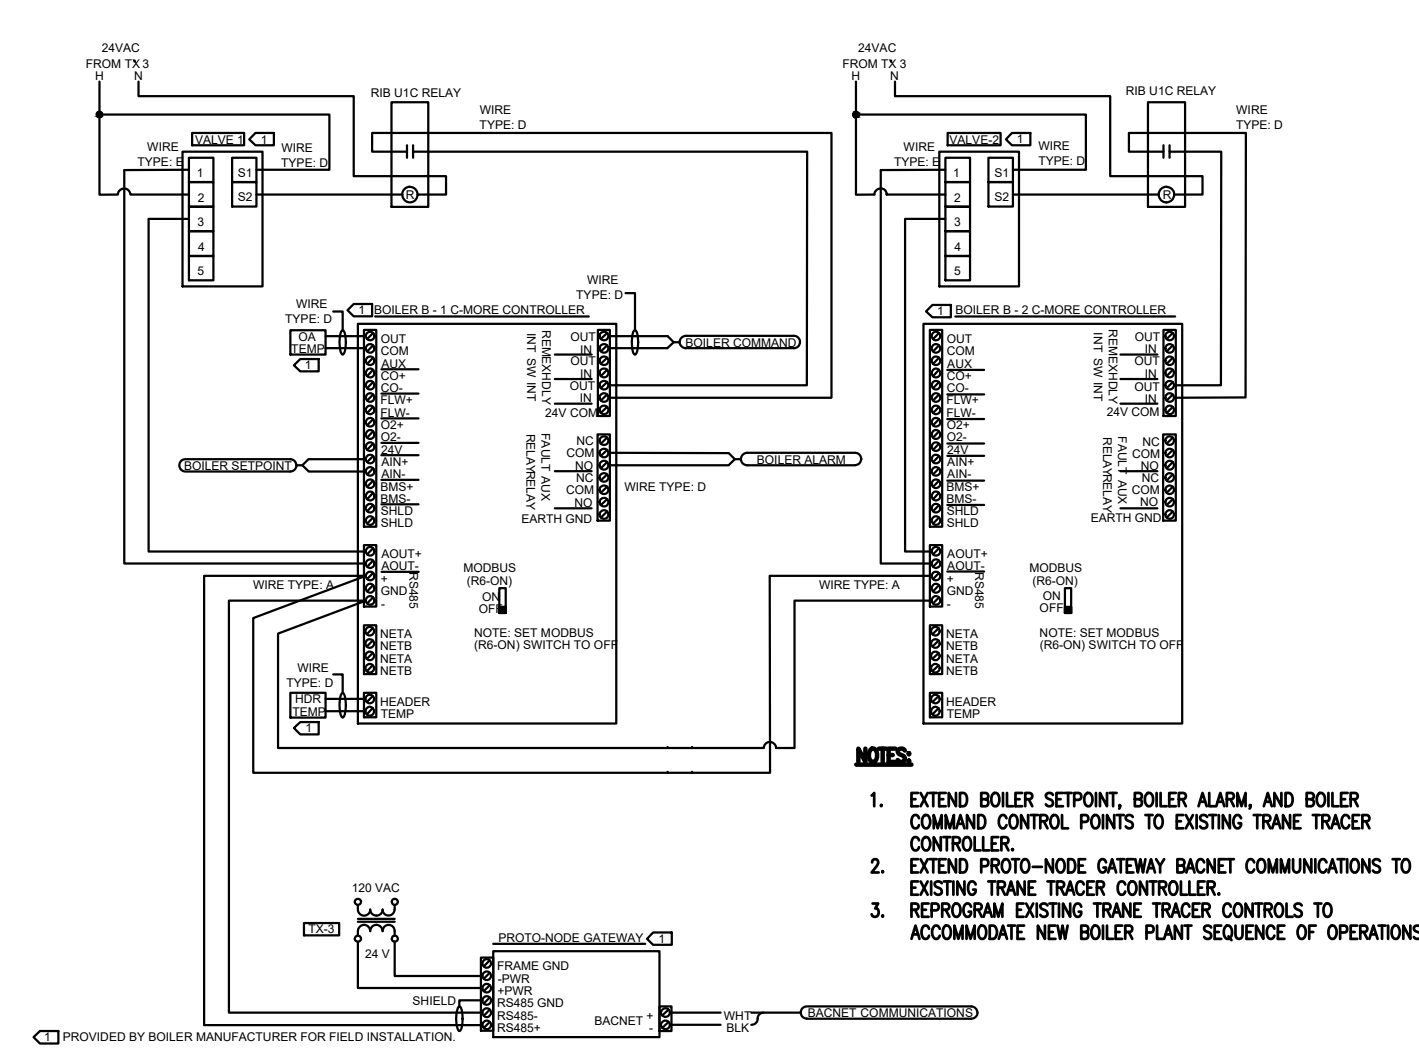 24VAC
FROM TX 3
H N
RIB U1C RELAY
WIRE
TYPE: D
VALVE 1
1
WIRE
TYPE: E
WIRE
TYPE: D
1
2
3
4
5
S1
S2
R
24VAC
FROM TX 3
H N
RIB U1C RELAY
WIRE
TYPE: D
VALVE-2
1
WIRE
TYPE: E
WIRE
TYPE: D
1
2
3
4
5
S1
S2
R
WIRE
TYPE: D
WIRE
TYPE: D
1
BOILER B - 1 C-MORE CONTROLLER
OA
TEMP
1
OUT
COM
AUX
CO+
CO-
FLW+
FLW-
O2+
O2-
24V
AIN+
AIN-
BMS+
BMS-
SHLD
SHLD
REM EXH DLY
INT SW INT
OUT
IN
OUT
IN
OUT
IN
24V COM
BOILER COMMAND
BOILER SETPOINT
FAULT AUX
RELAY RELAY
NC
COM
NO
NC
COM
NO
EARTH GND
BOILER ALARM
WIRE TYPE: D
AOUT+
AOUT-
+
GND
-
RS485
WIRE TYPE: A
MODBUS
(R6-ON)
ON
OFF
NOTE: SET MODBUS
(R6-ON) SWITCH TO OFF
NETA
NETB
NETA
NETB
WIRE
TYPE: D
HDR
TEMP
1
HEADER
TEMP
1
BOILER B - 2 C-MORE CONTROLLER
OUT
COM
AUX
CO+
CO-
FLW+
FLW-
O2+
O2-
24V
AIN+
AIN-
BMS+
BMS-
SHLD
SHLD
REM EXH DLY
INT SW INT
OUT
IN
OUT
IN
OUT
IN
24V COM
FAULT AUX
RELAY RELAY
NC
COM
NO
NC
COM
NO
EARTH GND
AOUT+
AOUT-
+
GND
-
RS485
WIRE TYPE: A
MODBUS
(R6-ON)
ON
OFF
NOTE: SET MODBUS
(R6-ON) SWITCH TO OFF
NETA
NETB
NETA
NETB
HEADER
TEMP
NOTES:
1. EXTEND BOILER SETPOINT, BOILER ALARM, AND BOILER
COMMAND CONTROL POINTS TO EXISTING TRANE TRACER
CONTROLLER.
2. EXTEND PROTO-NODE GATEWAY BACNET COMMUNICATIONS TO
EXISTING TRANE TRACER CONTROLLER.
3. REPROGRAM EXISTING TRANE TRACER CONTROLS TO
ACCOMMODATE NEW BOILER PLANT SEQUENCE OF OPERATIONS
120 VAC
TX-3
24 V
PROTO-NODE GATEWAY
1
FRAME GND
-PWR
+PWR
RS485 GND
RS485-
RS485+
SHIELD
BACNET +
-
WHT
BLK
BACNET COMMUNICATIONS
1 PROVIDED BY BOILER MANUFACTURER FOR FIELD INSTALLATION.